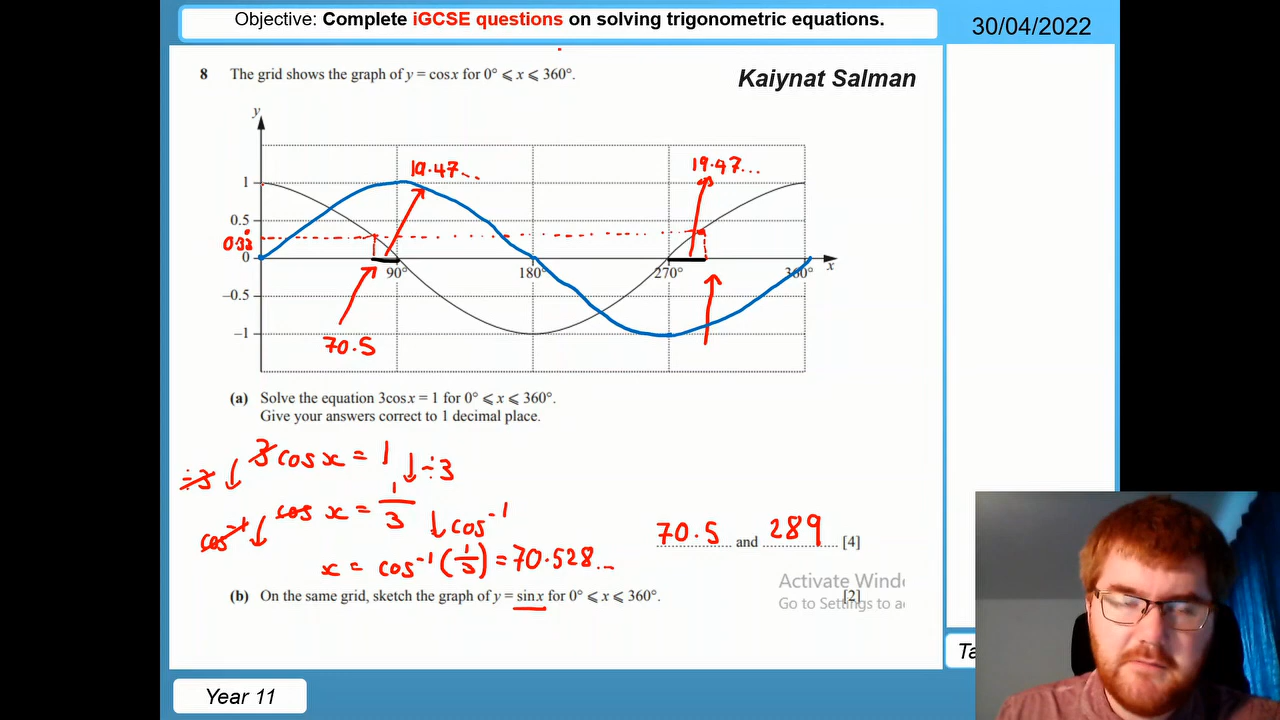 Objective: Complete iGCSE questions on solving trigonometric equations.
30/04/2022
8 The grid shows the graph of y = cos x for 0° ⩽ x ⩽ 360°.
Kaiynat Salman
y
19.47...
19.47...
1
0.5
0.33
0
90°
180°
270°
360°
x
−0.5
−1
70.5
(a) Solve the equation 3cos x = 1 for 0° ⩽ x ⩽ 360°.
Give your answers correct to 1 decimal place.
÷3 ↓ 3 cos x = 1 ↓ ÷3
cos⁻¹ ↓ cos x = 1/3 ↓ cos⁻¹
x = cos⁻¹ (1/3) = 70.528...
70.5 and 289 [4]
(b) On the same grid, sketch the graph of y = sin x for 0° ⩽ x ⩽ 360°. [2]
Activate Wind
Go to Settings to a
Ta
Year 11